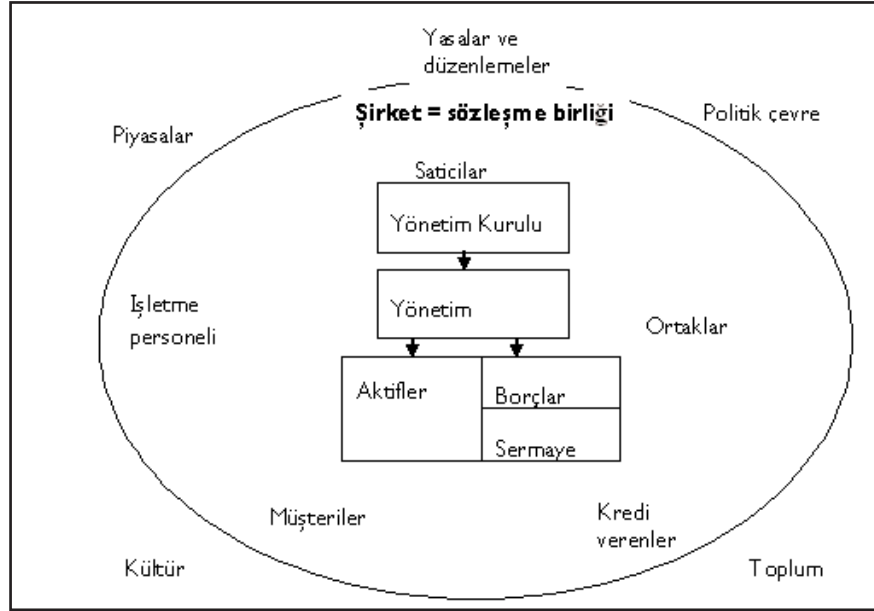 Yasalar ve
düzenlemeler
Şirket = sözleşme birliği
Politik çevre
Piyasalar
Saticilar
Yönetim Kurulu
Işletme
personeli
Yönetim
Ortaklar
Aktifler
Borçlar
Sermaye
Müşteriler
Kredi
verenler
Kültür
Toplum